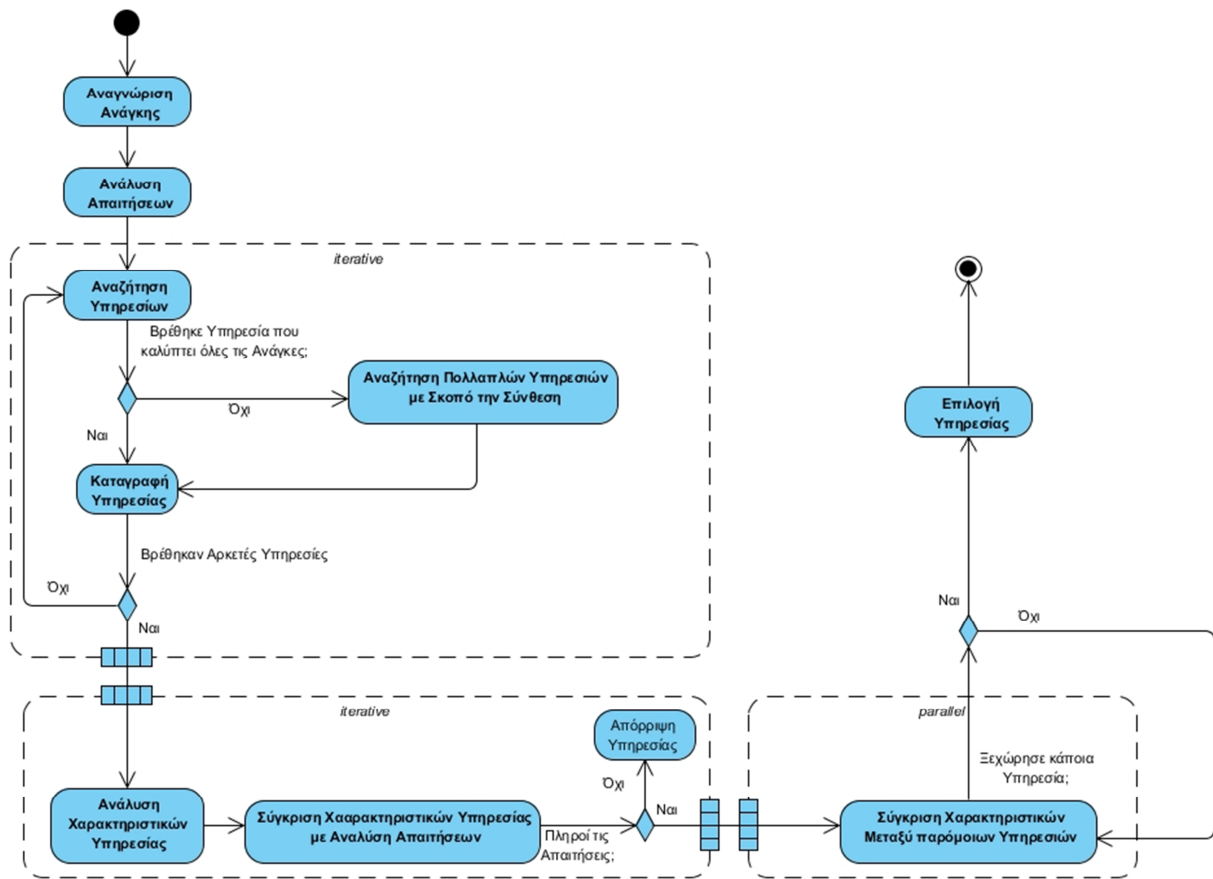 Αναγνώριση
Ανάγκης
Ανάλυση
Απαιτήσεων
iterative
Αναζήτηση
Υπηρεσίων
Βρέθηκε Υπηρεσία που
καλύπτει όλες τις Ανάγκες;
Όχι
Αναζήτηση Πολλαπλών Υπηρεσιών
με Σκοπό την Σύνθεση
Ναι
Καταγραφή
Υπηρεσίας
Βρέθηκαν Αρκετές Υπηρεσίες
Όχι
Ναι
iterative
Ανάλυση
Χαρακτηριστικών
Υπηρεσίας
Σύγκριση Χααρακτηριστικών Υπηρεσίας
με Αναλύση Απαιτήσεων
Πληροί τις
Απαιτήσεις;
Όχι
Απόρριψη
Υπηρεσίας
Ναι
parallel
Σύγκριση Χαρακτηριστικών
Μεταξύ παρόμοιων Υπηρεσιών
Ξεχώρησε κάποια
Υπηρεσία;
Ναι
Όχι
Επιλογή
Υπηρεσίας